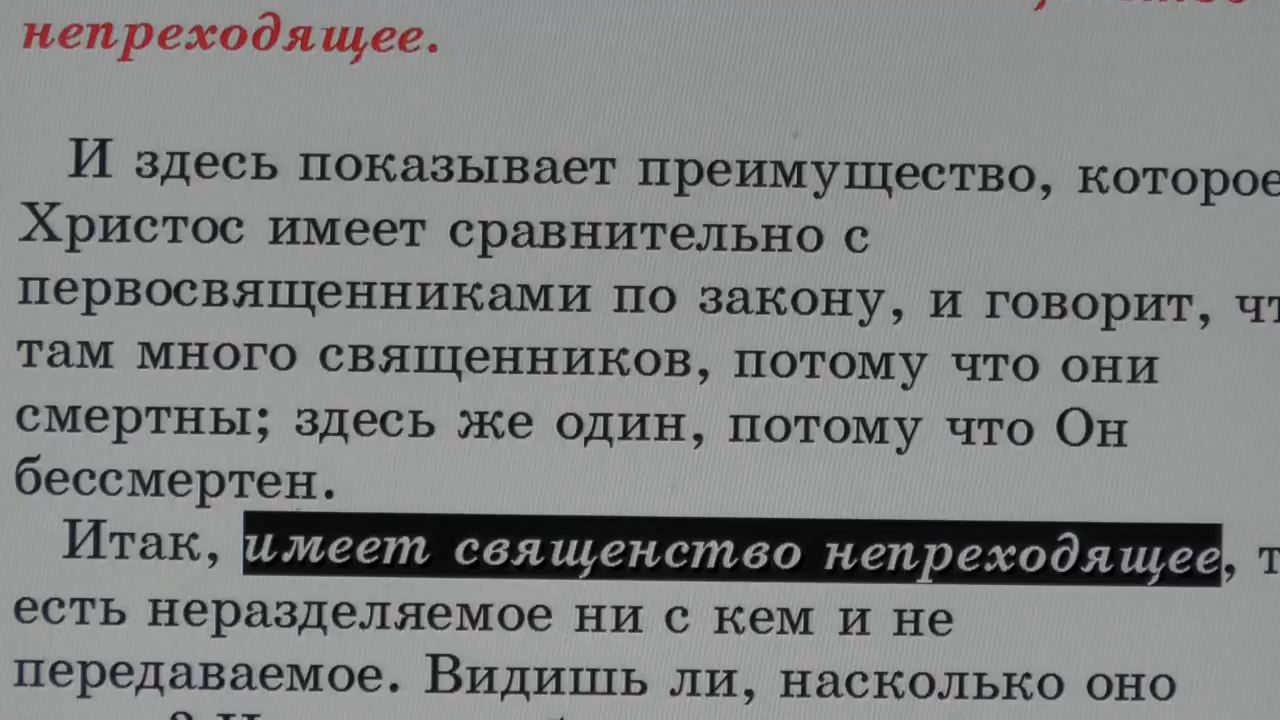 непреходящее.
И здесь показывает преимущество, которое
Христос имеет сравнительно с
первосвященниками по закону, и говорит, чт
там много священников, потому что они
смертны; здесь же один, потому что Он
бессмертен.
Итак, имеет священство непреходящее, т
есть неразделяемое ни с кем и не
передаваемое. Видишь ли, насколько оно